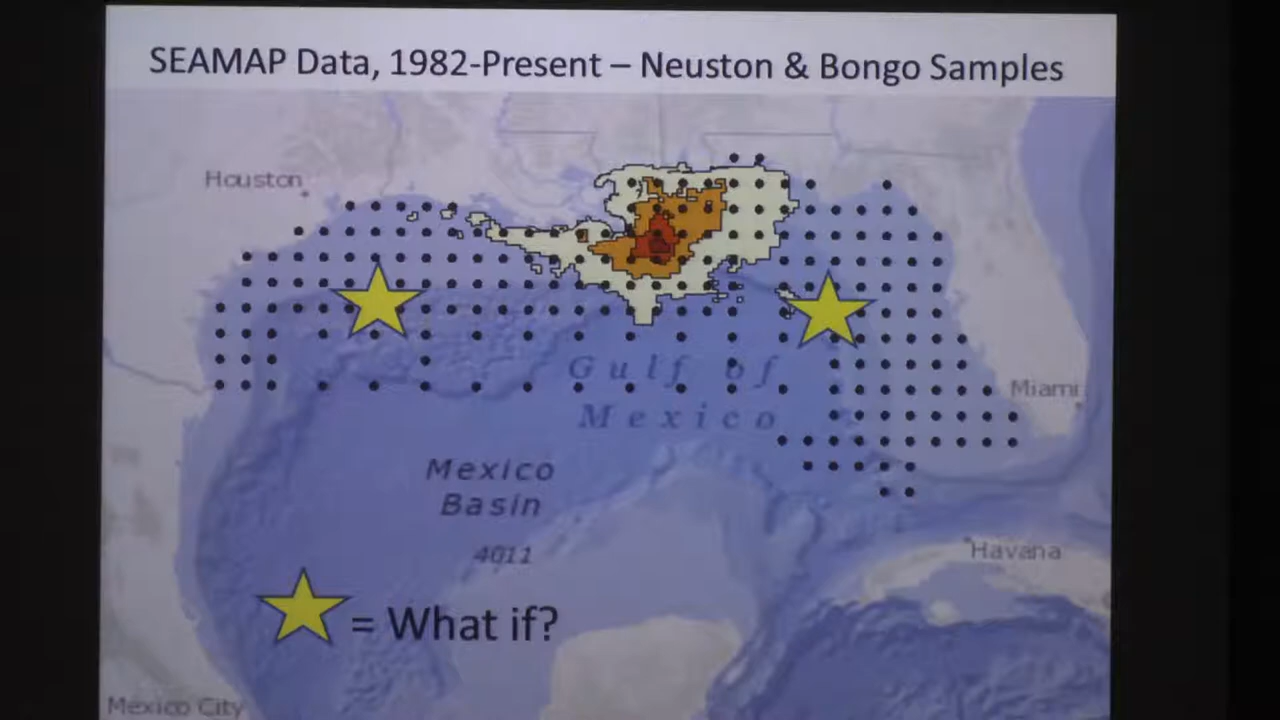 SEAMAP Data, 1982-Present – Neuston & Bongo Samples
Houston
Gulf of
Mexico
Miami
Mexico
Basin
4011
Havana
= What if?
Mexico City